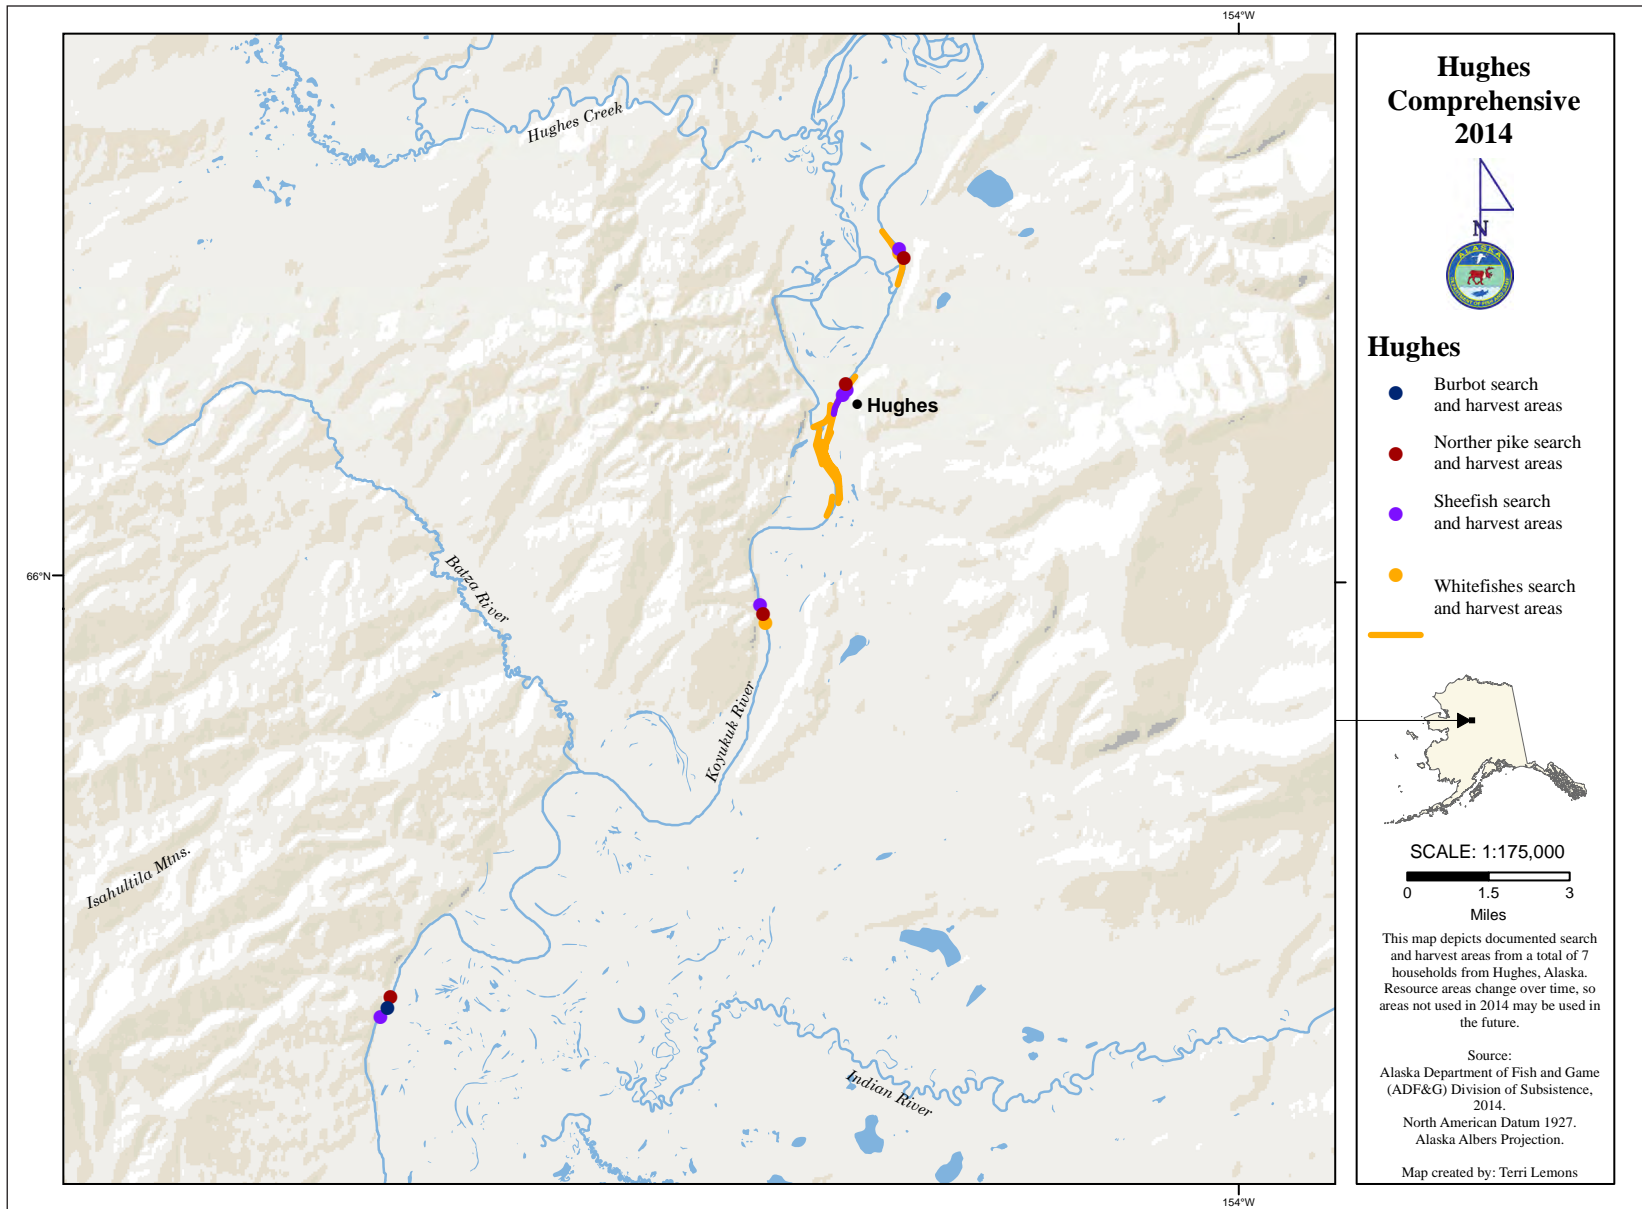 154°W
Hughes
Comprehensive
2014
N
ALASKA
Hughes Creek
Hughes
Burbot search
and harvest areas
Norther pike search
and harvest areas
Sheefish search
and harvest areas
Whitefishes search
and harvest areas
Hughes
66°N
Batza River
Koyukuk River
Isahultila Mtns.
Indian River
SCALE: 1:175,000
0 1.5 3
Miles
This map depicts documented search
and harvest areas from a total of 7
households from Hughes, Alaska.
Resource areas change over time, so
areas not used in 2014 may be used in
the future.
Source:
Alaska Department of Fish and Game
(ADF&G) Division of Subsistence,
2014.
North American Datum 1927.
Alaska Albers Projection.
Map created by: Terri Lemons
154°W